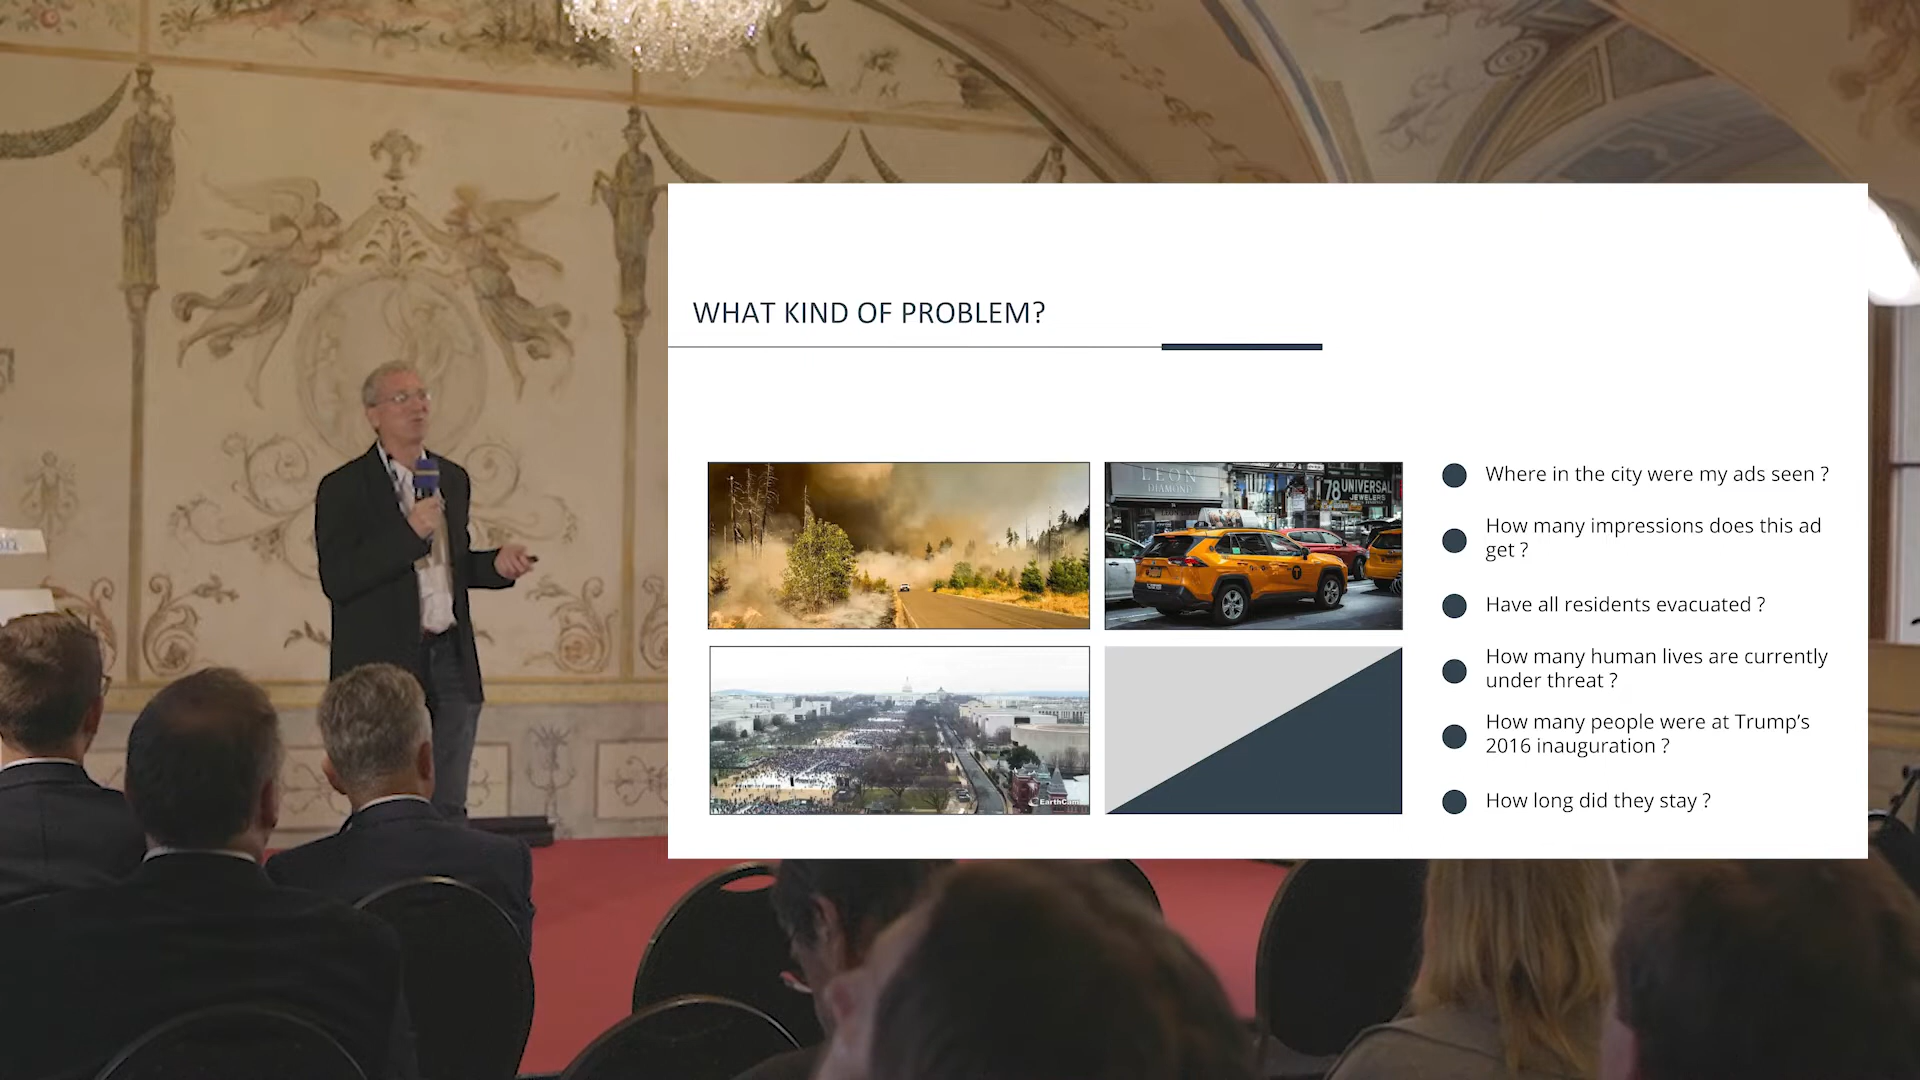 WHAT KIND OF PROBLEM?
LEON
DIAMOND
78 UNIVERSAL
JEWELERS
T
EarthCam
Where in the city were my ads seen ?
How many impressions does this ad
get ?
Have all residents evacuated ?
How many human lives are currently
under threat ?
How many people were at Trump’s
2016 inauguration ?
How long did they stay ?